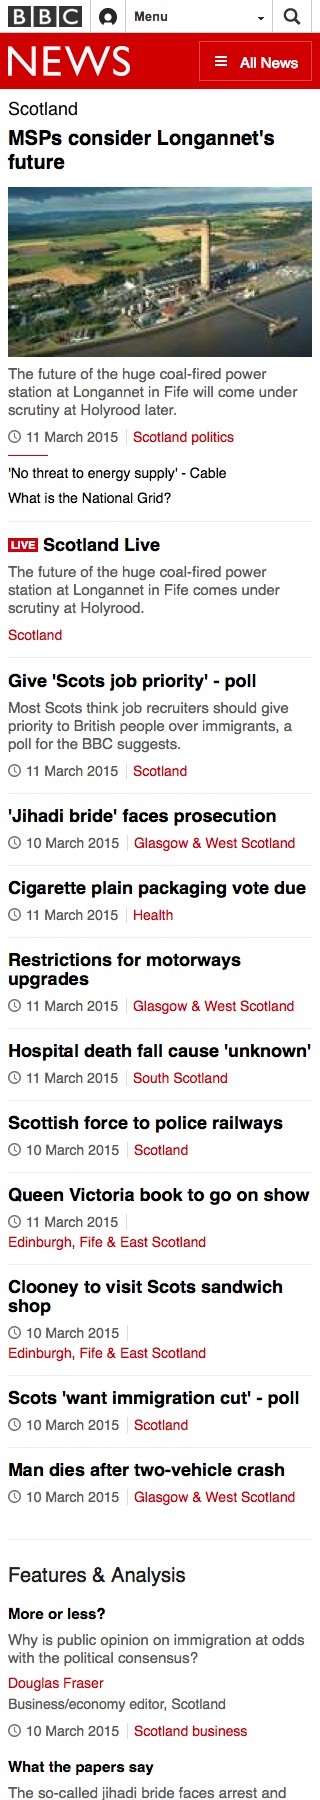 BBC Menu
NEWS All News
Scotland
MSPs consider Longannet's
future
The future of the huge coal-fired power
station at Longannet in Fife will come under
scrutiny at Holyrood later.
11 March 2015 Scotland politics
'No threat to energy supply' - Cable
What is the National Grid?
LIVE Scotland Live
The future of the huge coal-fired power
station at Longannet in Fife comes under
scrutiny at Holyrood.
Scotland
Give 'Scots job priority' - poll
Most Scots think job recruiters should give
priority to British people over immigrants, a
poll for the BBC suggests.
11 March 2015 Scotland
'Jihadi bride' faces prosecution
10 March 2015 Glasgow & West Scotland
Cigarette plain packaging vote due
11 March 2015 Health
Restrictions for motorways
upgrades
11 March 2015 Glasgow & West Scotland
Hospital death fall cause 'unknown'
11 March 2015 South Scotland
Scottish force to police railways
10 March 2015 Scotland
Queen Victoria book to go on show
11 March 2015
Edinburgh, Fife & East Scotland
Clooney to visit Scots sandwich
shop
10 March 2015
Edinburgh, Fife & East Scotland
Scots 'want immigration cut' - poll
10 March 2015 Scotland
Man dies after two-vehicle crash
10 March 2015 Glasgow & West Scotland
Features & Analysis
More or less?
Why is public opinion on immigration at odds
with the political consensus?
Douglas Fraser
Business/economy editor, Scotland
10 March 2015 Scotland business
What the papers say
The so-called jihadi bride faces arrest and